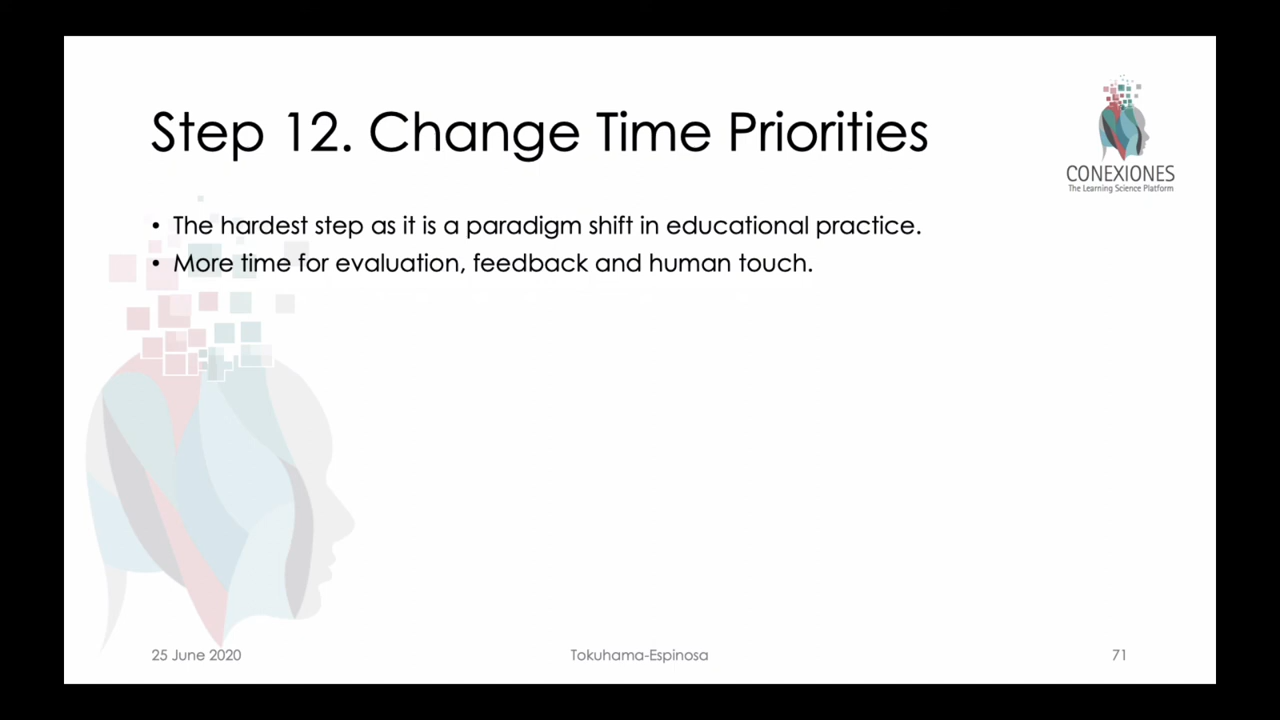 Step 12. Change Time Priorities
CONEXIONES
The Learning Science Platform
• The hardest step as it is a paradigm shift in educational practice.
• More time for evaluation, feedback and human touch.
25 June 2020
Tokuhama-Espinosa
71